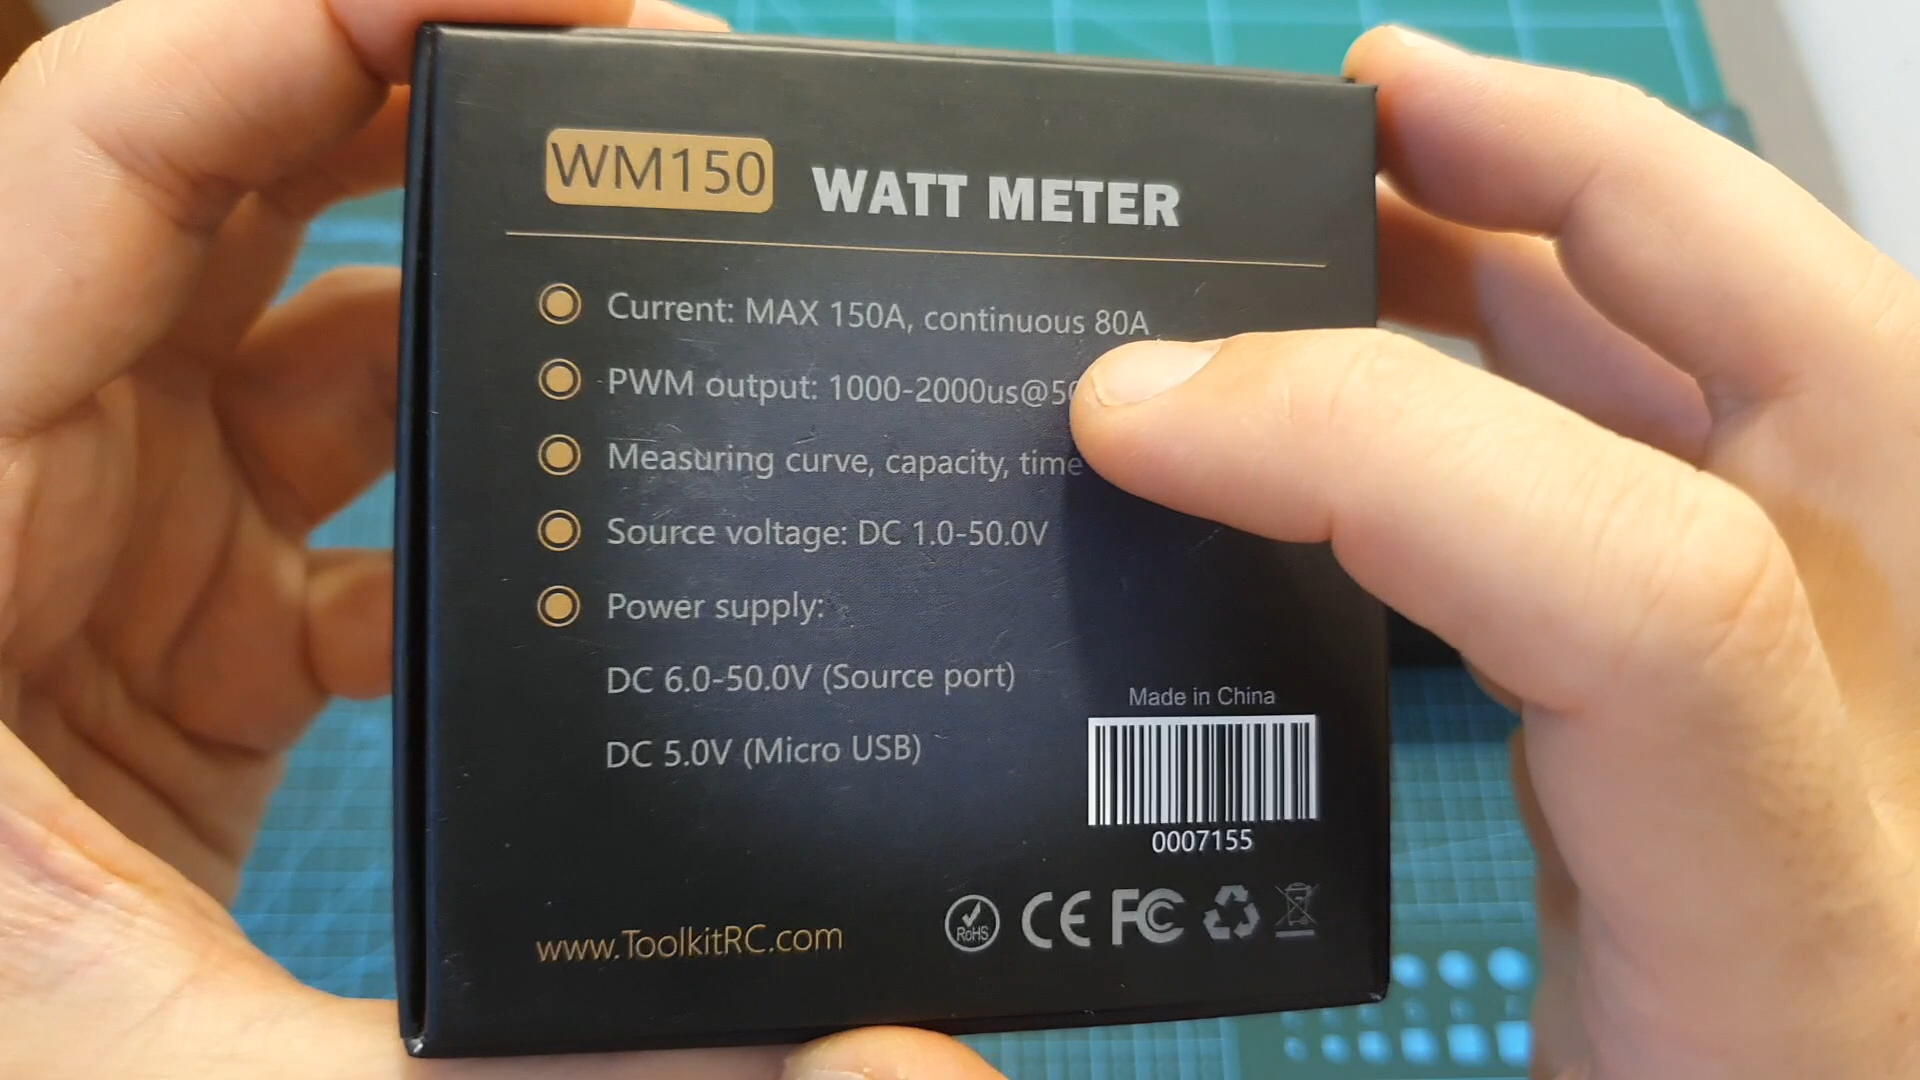 WM150 WATT METER
Current: MAX 150A, continuous 80A
PWM output: 1000-2000us@
Measuring curve, capacity, time
Source voltage: DC 1.0-50.0V
Power supply:
DC 6.0-50.0V (Source port)
DC 5.0V (Micro USB)
Made in China
0007155
www.ToolkitRC.com
RoHS CE FC